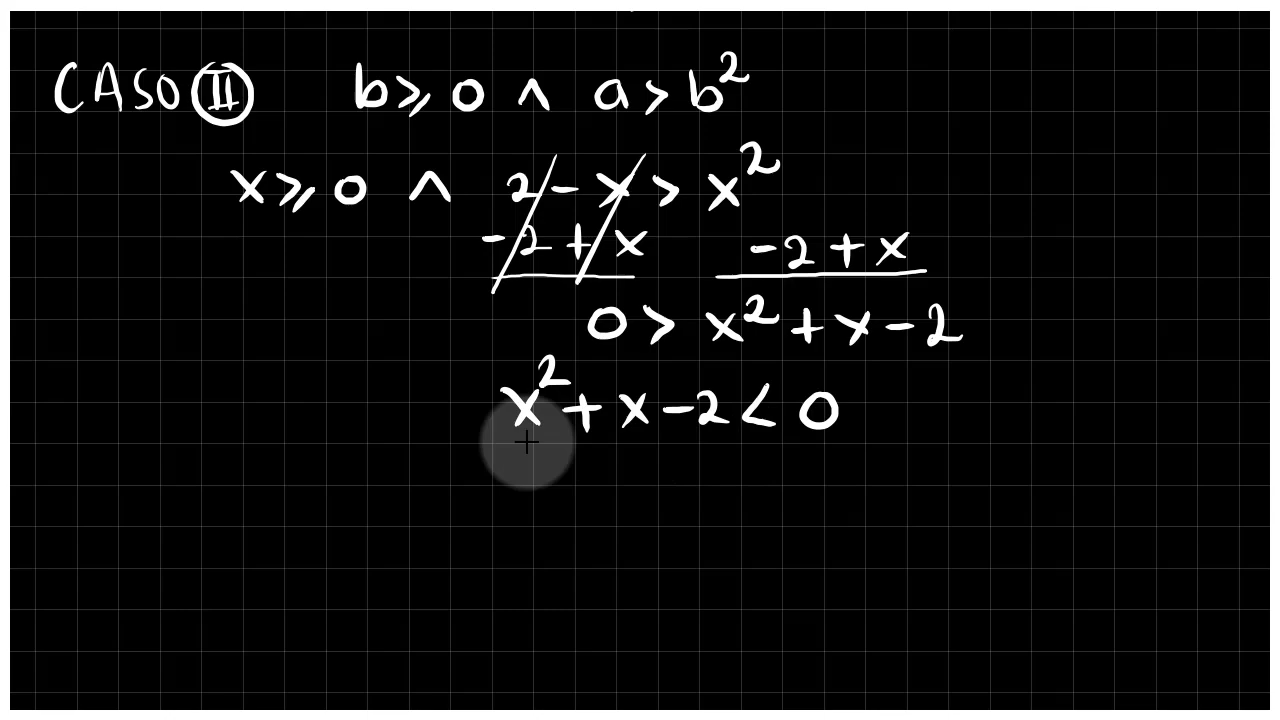 CASO II b ⩾ 0 ∧ a > b²
x ⩾ 0 ∧ 2 - x > x²
-2 + x -2 + x
0 > x² + x - 2
x² + x - 2 < 0